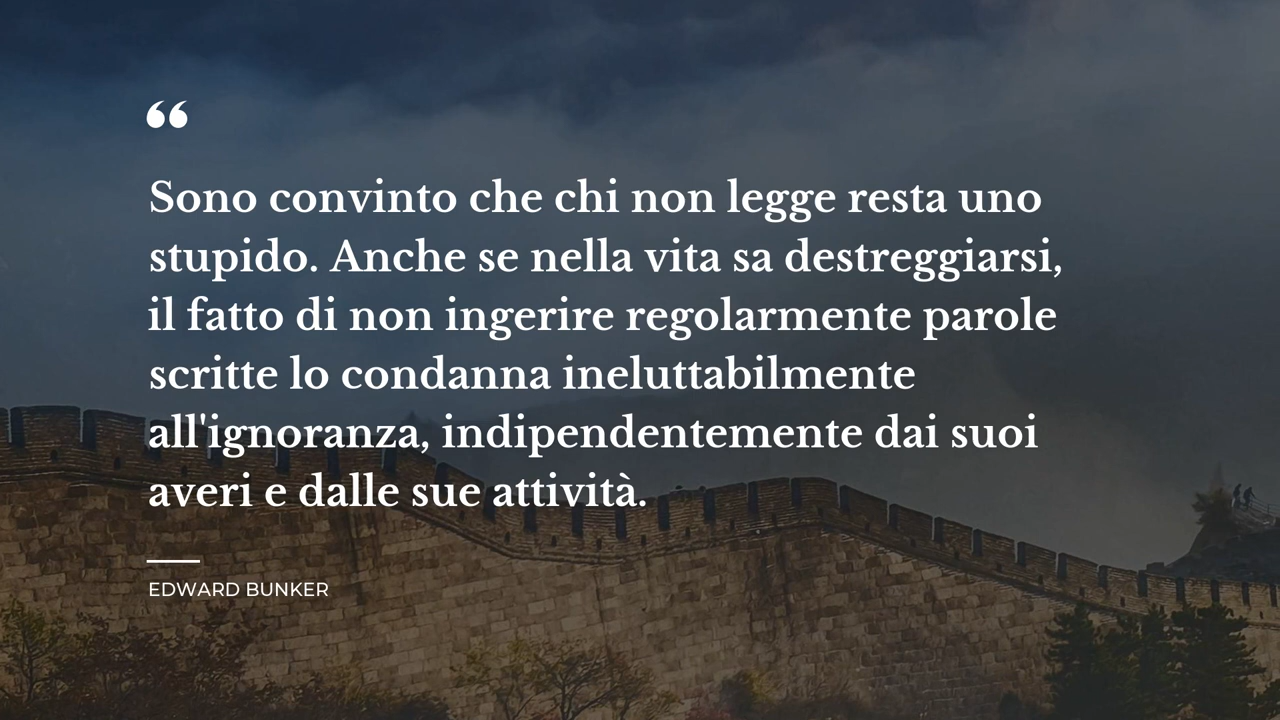 “
Sono convinto che chi non legge resta uno
stupido. Anche se nella vita sa destreggiarsi,
il fatto di non ingerire regolarmente parole
scritte lo condanna ineluttabilmente
all'ignoranza, indipendentemente dai suoi
averi e dalle sue attività.
EDWARD BUNKER